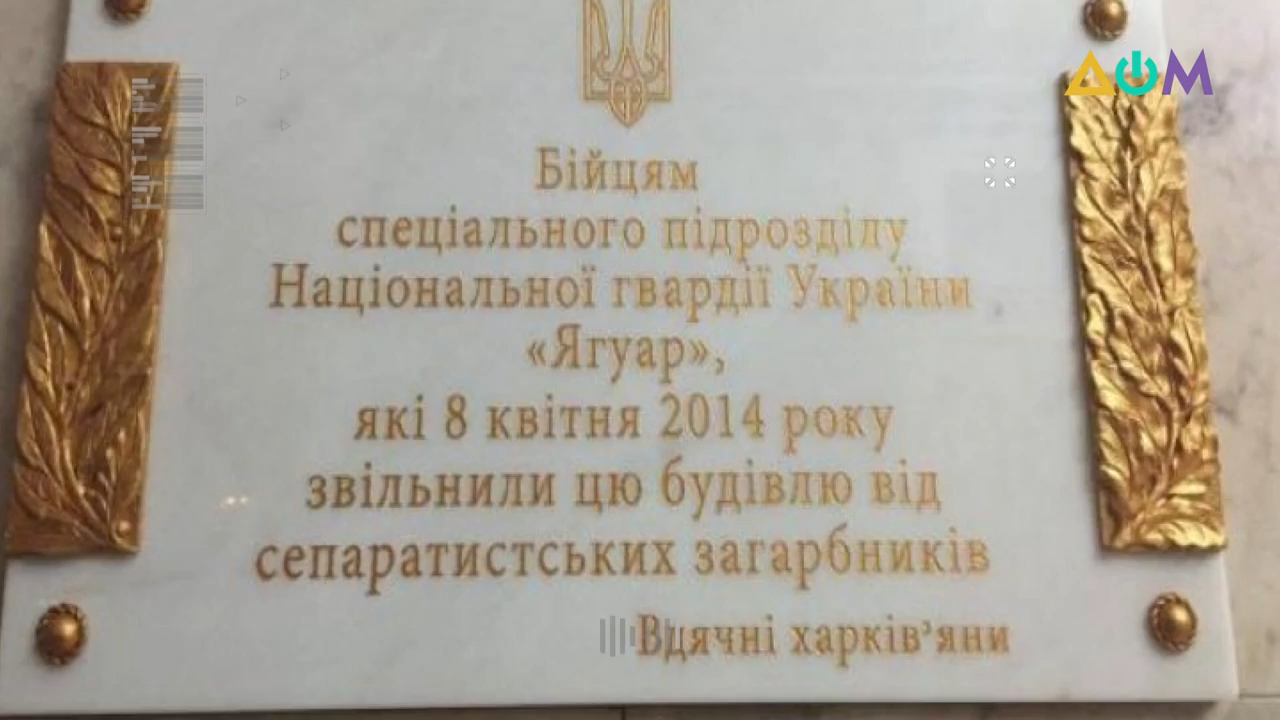 ДОМ
Бійцям
спеціального підрозділу
Національної гвардії України
«Ягуар»,
які 8 квітня 2014 року
звільнили цю будівлю від
сепаратистських загарбників
Вдячні харків’яни